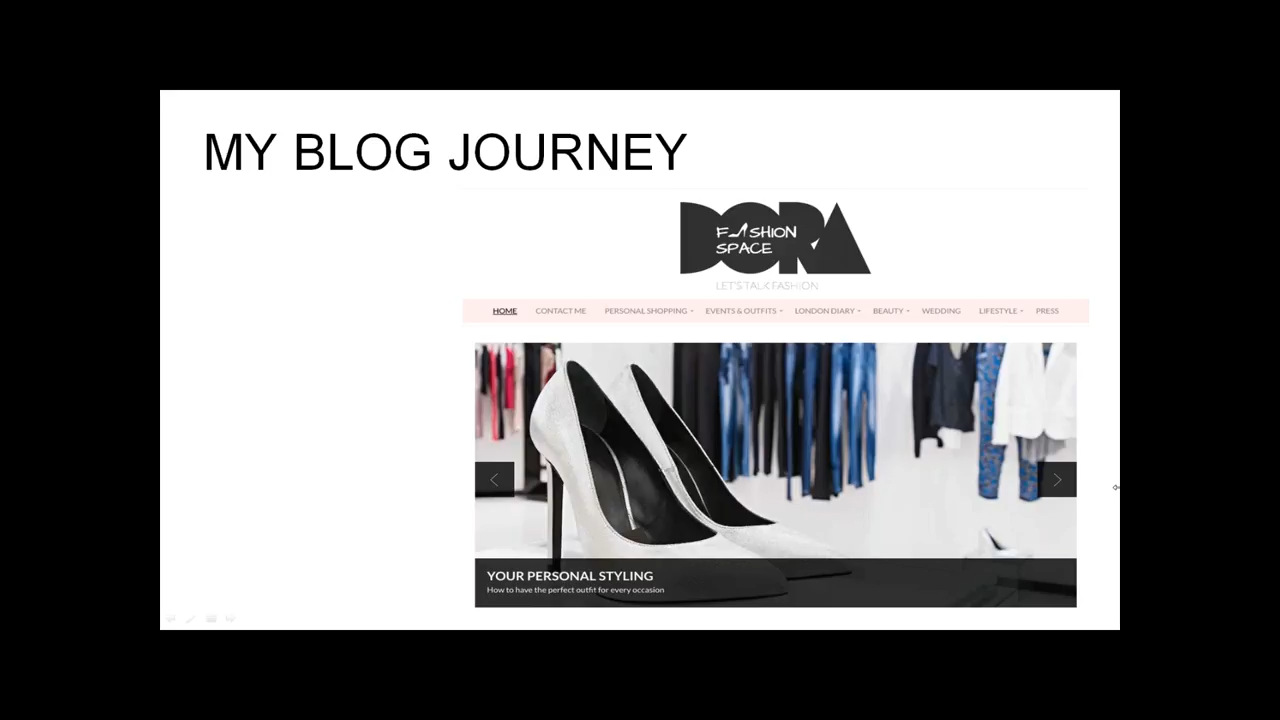 MY BLOG JOURNEY
DORA
FASHION
SPACE
LET'S TALK FASHION
HOME CONTACT ME PERSONAL SHOPPING EVENTS & OUTFITS LONDON DIARY BEAUTY WEDDING LIFESTYLE PRESS
YOUR PERSONAL STYLING
How to have the perfect outfit for every occasion